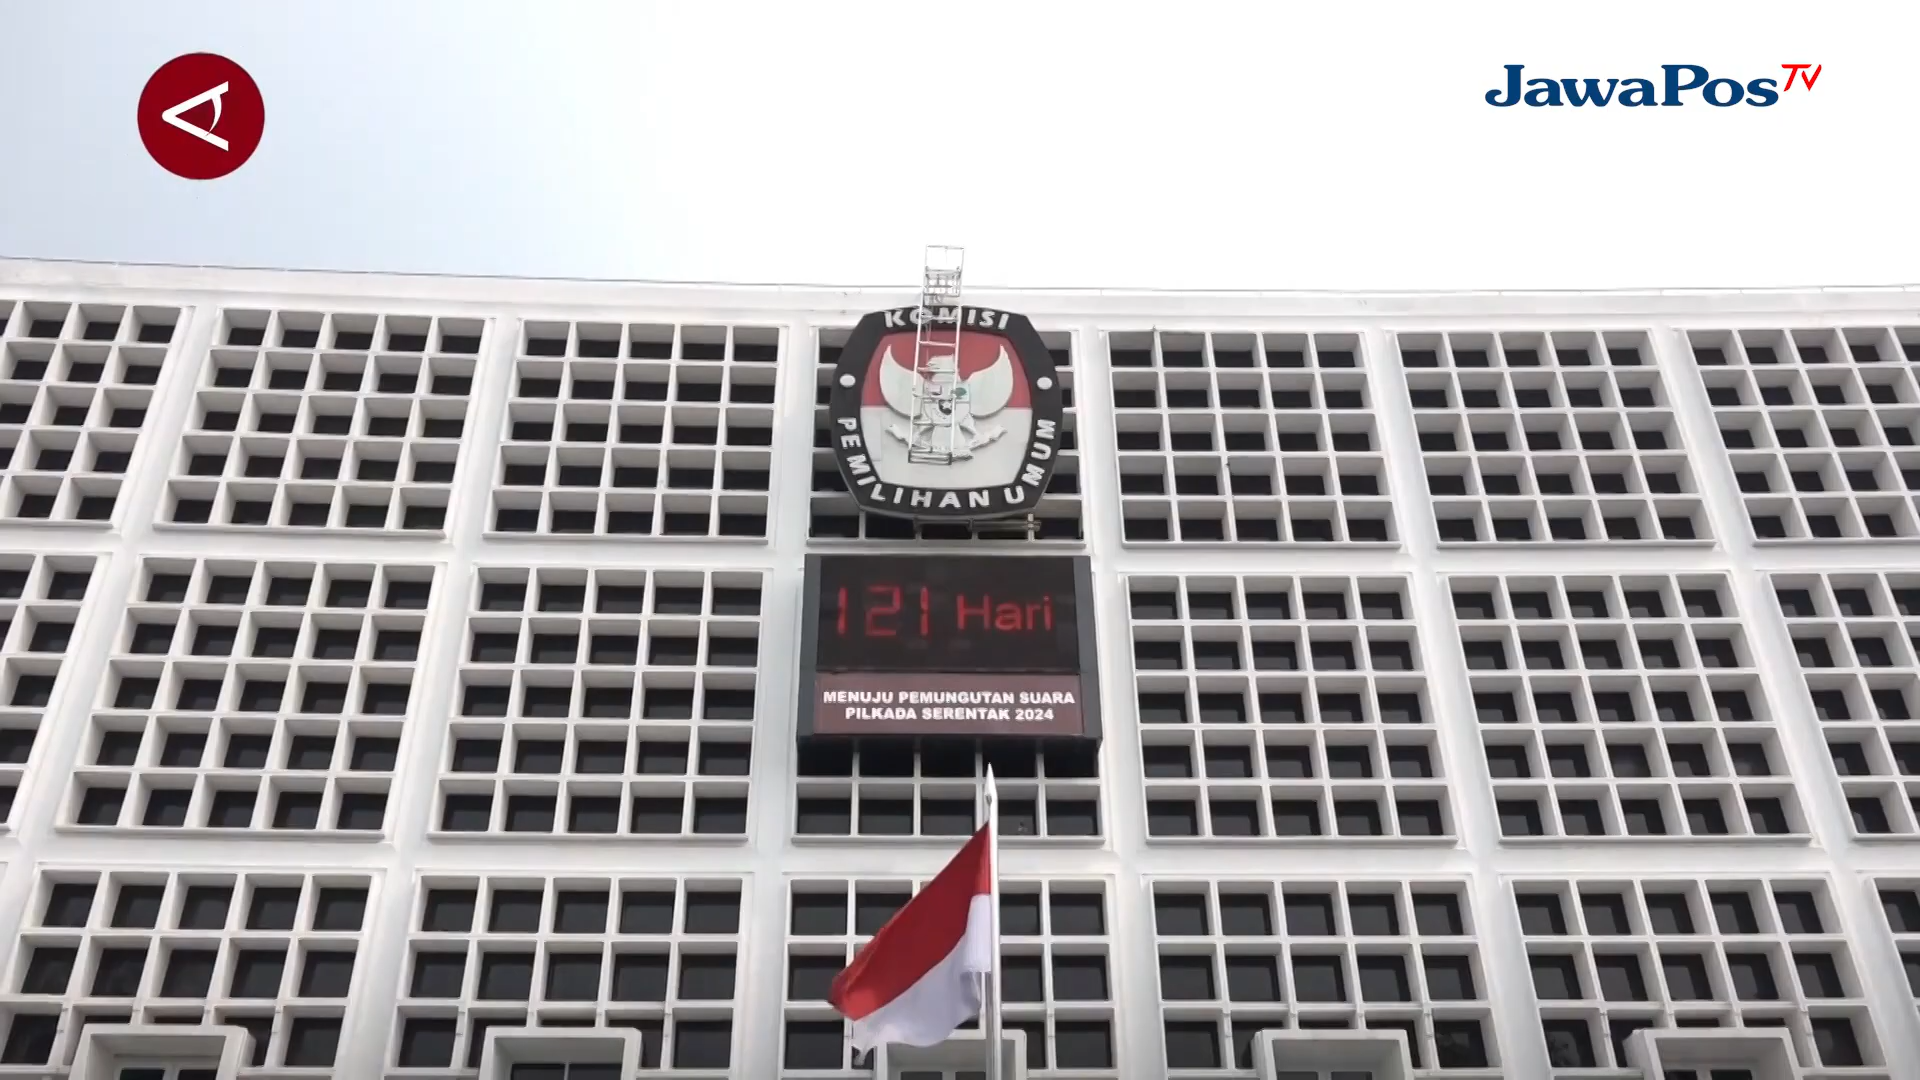 JawaPos TV
KOMISI
PEMILIHAN UMUM
121 Hari
MENUJU PEMUNGUTAN SUARA
PILKADA SERENTAK 2024